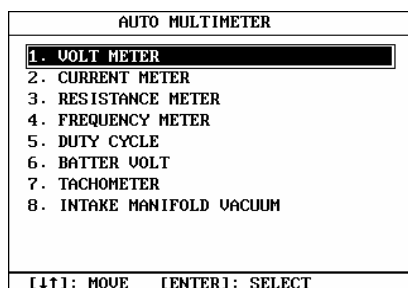 AUTO MULTIMETER
1. VOLT METER
2. CURRENT METER
3. RESISTANCE METER
4. FREQUENCY METER
5. DUTY CYCLE
6. BATTER VOLT
7. TACHOMETER
8. INTAKE MANIFOLD VACUUM
[↓↑]: MOVE [ENTER]: SELECT